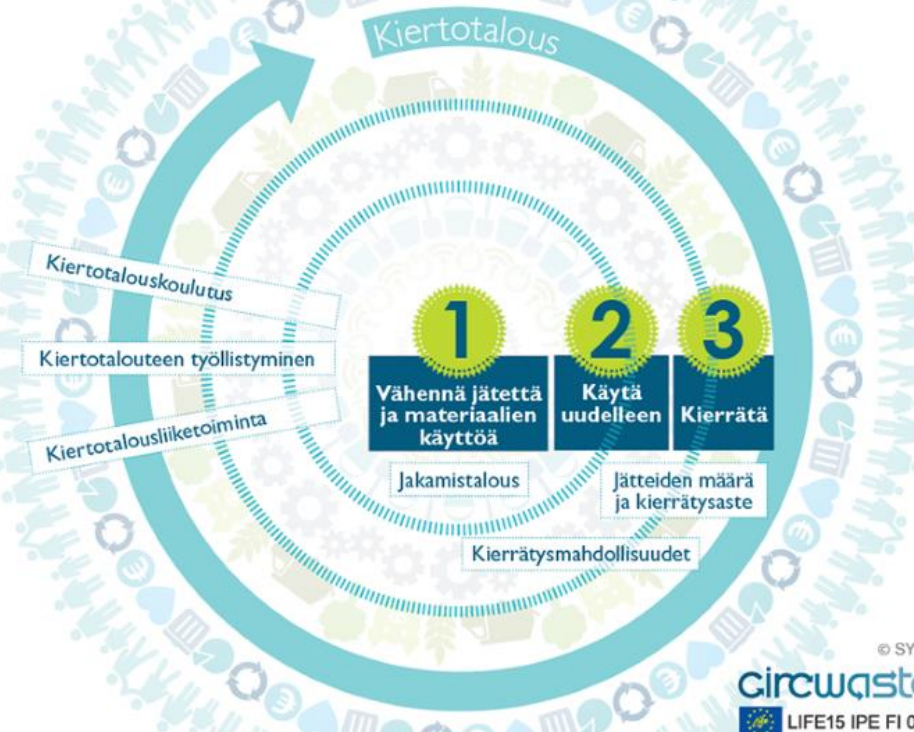 Kiertotalous
Kiertotalouskoulutus
Kiertotalouteen työllistyminen
Kiertotalousliiketoiminta
1
Vähennä jätettä
ja materiaalien
käyttöä
2
Käytä
uudelleen
3
Kierrätä
Jakamistalous
Jätteiden määrä
ja kierrätysaste
Kierrätysmahdollisuudet
© SY
circwaste
LIFE15 IPE FI 0